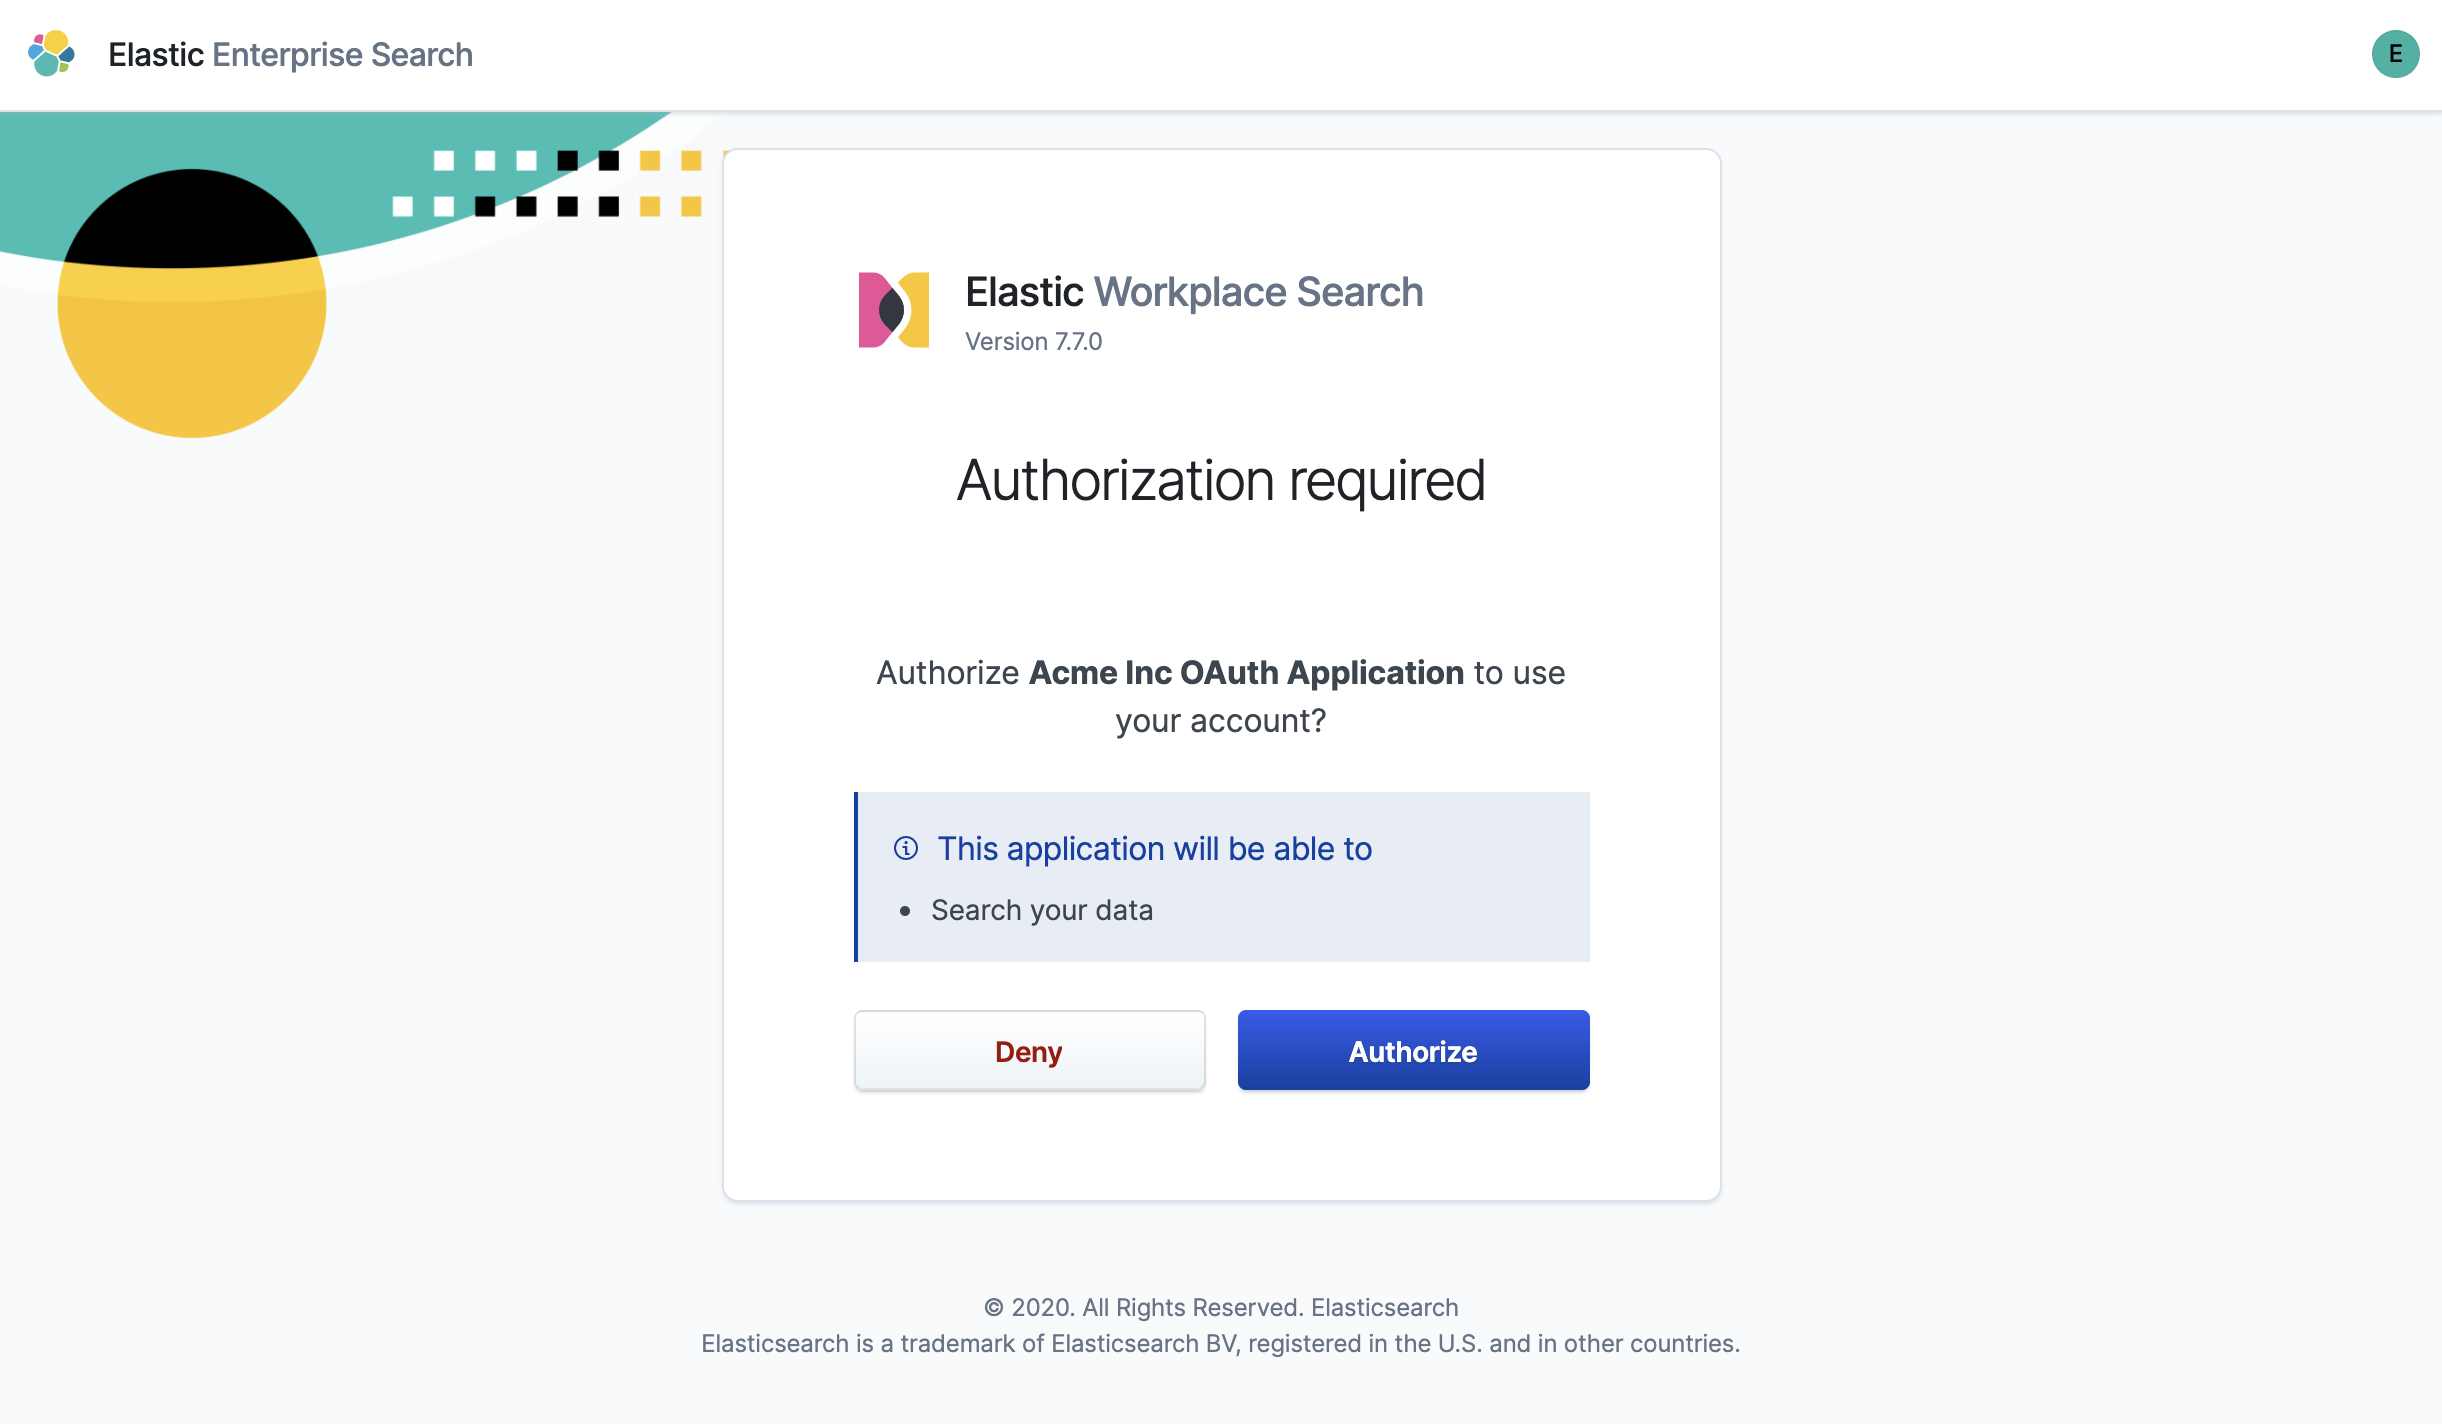 Elastic Enterprise Search
E
Elastic Workplace Search
Version 7.7.0
Authorization required
Authorize Acme Inc OAuth Application to use
your account?
This application will be able to
• Search your data
Deny
Authorize
© 2020. All Rights Reserved. Elasticsearch
Elasticsearch is a trademark of Elasticsearch BV, registered in the U.S. and in other countries.